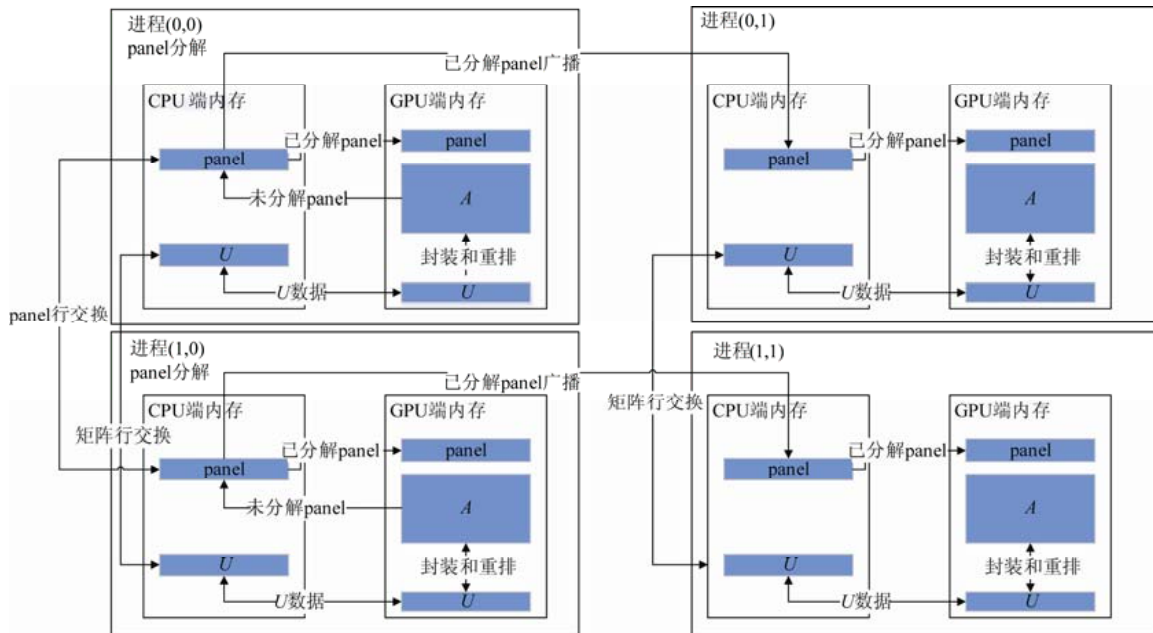 进程(0,0)
panel分解
已分解panel广播
CPU端内存
GPU端内存
panel
已分解panel
panel
未分解panel
A
U
封装和重排
U数据
U
进程(0,1)
CPU端内存
GPU端内存
panel
已分解panel
panel
A
U
封装和重排
U数据
U
panel行交换
矩阵行交换
矩阵行交换
进程(1,0)
panel分解
已分解panel广播
CPU端内存
GPU端内存
panel
已分解panel
panel
未分解panel
A
U
封装和重排
U数据
U
进程(1,1)
CPU端内存
GPU端内存
panel
已分解panel
panel
A
U
封装和重排
U数据
U